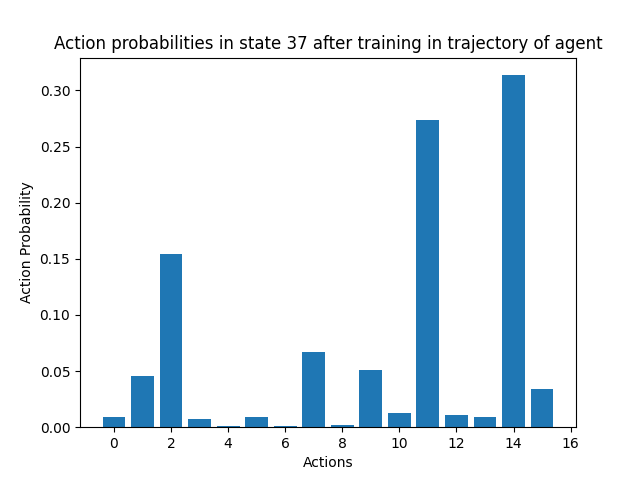 Action probabilities in state 37 after training in trajectory of agent
0.30
0.25
0.20
0.15
0.10
0.05
0.00
Action Probability
0 2 4 6 8 10 12 14 16
Actions